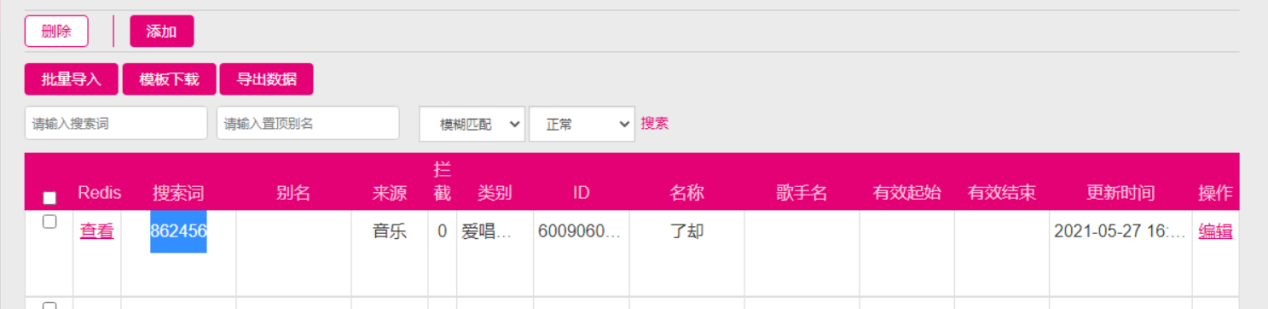 删除 添加
批量导入 模板下载 导出数据
请输入搜索词 请输入置顶别名 模糊匹配 正常 搜索
Redis 搜索词 别名 来源 拦截 类别 ID 名称 歌手名 有效起始 有效结束 更新时间 操作
查看 862456 音乐 0 爱唱... 6009060... 了却 2021-05-27 16:... 编辑